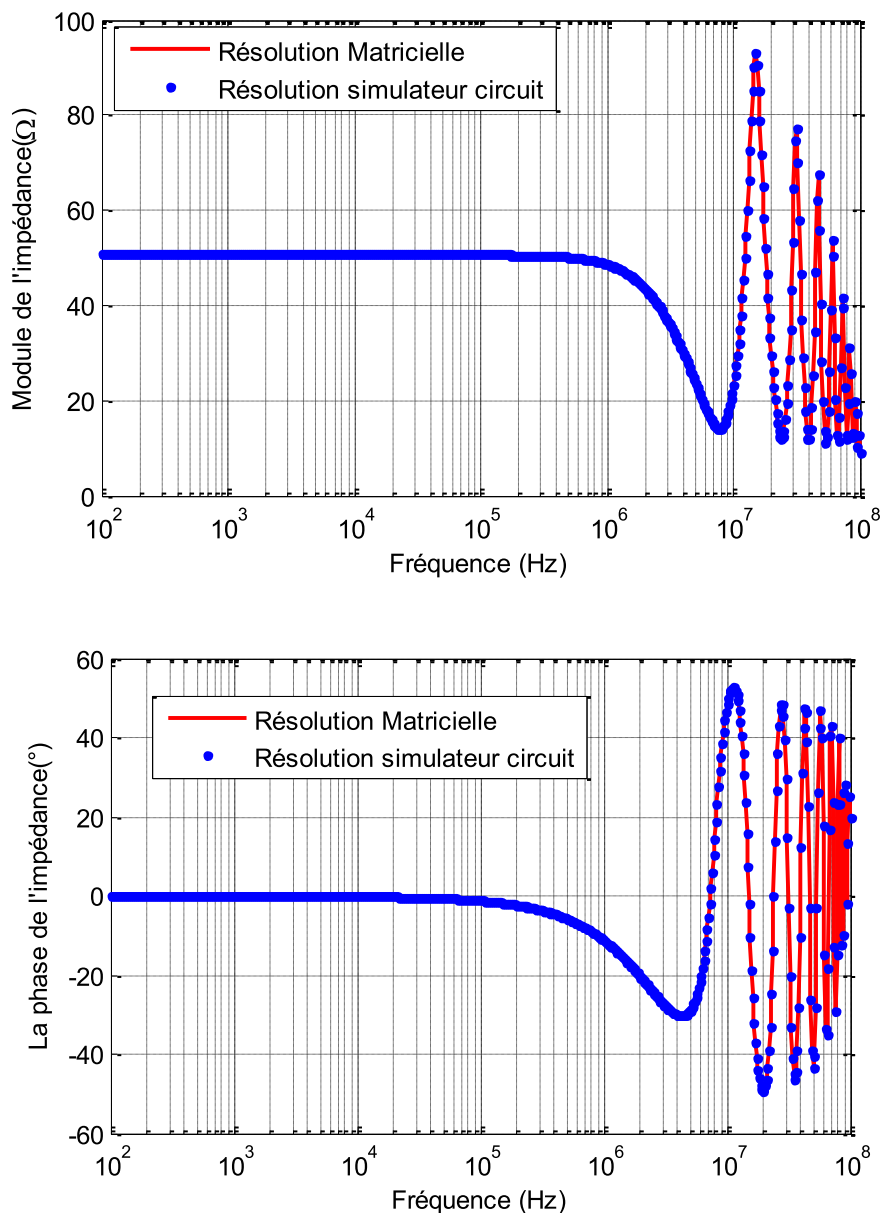 100
80
60
40
20
0
Module de l'impédance(Ω)
Résolution Matricielle
Résolution simulateur circuit
10^2 10^3 10^4 10^5 10^6 10^7 10^8
Fréquence (Hz)
60
40
20
0
-20
-40
-60
La phase de l'impédance(°)
Résolution Matricielle
Résolution simulateur circuit
10^2 10^3 10^4 10^5 10^6 10^7 10^8
Fréquence (Hz)